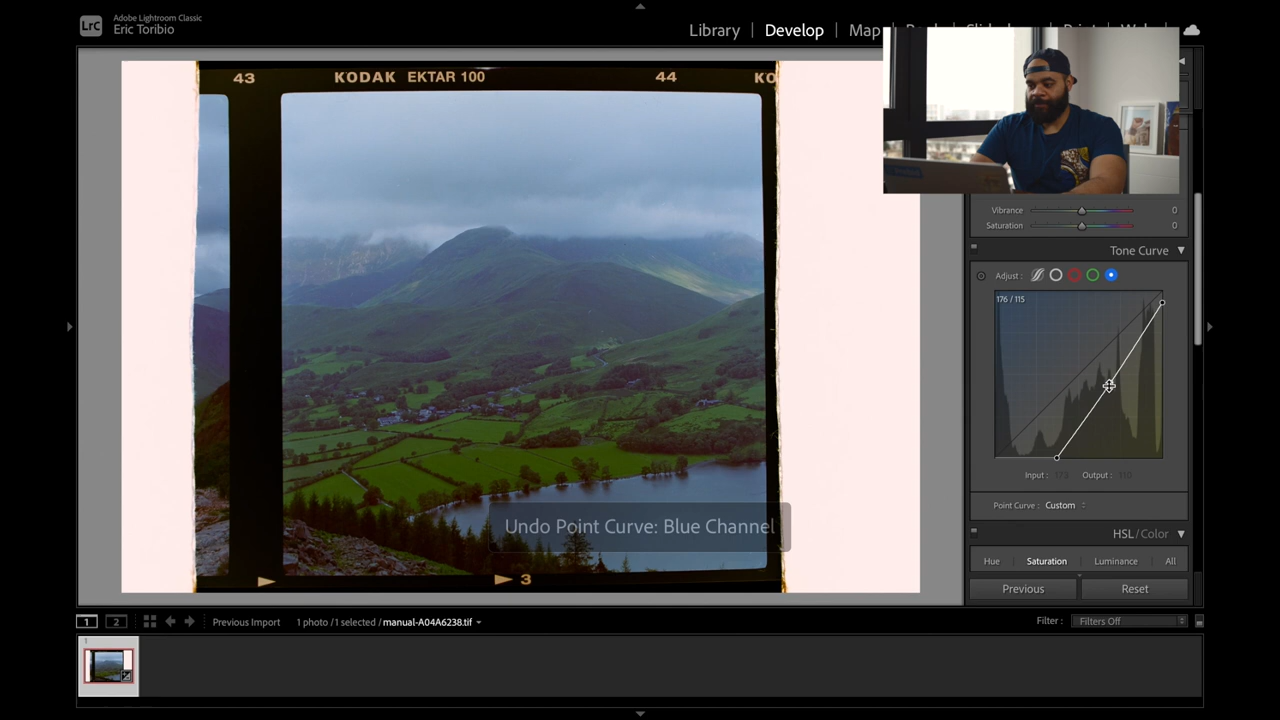 LrC
Adobe Lightroom Classic
Eric Toribio
Library | Develop | Map
43 KODAK EKTAR 100 44 KO
3
Vibrance 0
Saturation 0
Tone Curve
Adjust :
176 / 115
Input : Output :
Point Curve : Custom
HSL / Color
Hue Saturation Luminance All
Previous Reset
Undo Point Curve: Blue Channel
1 2 Previous Import 1 photo / 1 selected / manual-A04A6238.tif Filter : Filters Off
1